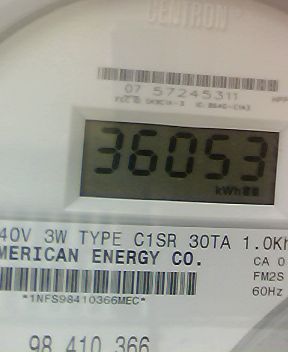 CENTRON
07 57245311
36053
kWh
40V 3W TYPE C1SR 30TA 1.0Kh
MERICAN ENERGY CO.
CA 0
FM2S
*1NFS98410366MEC*
60Hz
98 410 366